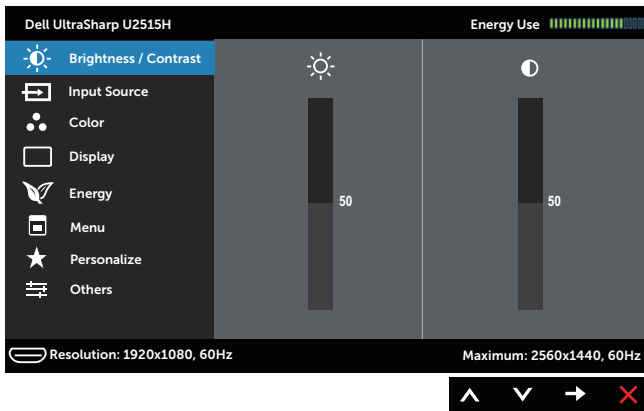 Dell UltraSharp U2515H
Energy Use
Brightness / Contrast
Input Source
Color
Display
Energy
Menu
Personalize
Others
50
50
Resolution: 1920x1080, 60Hz
Maximum: 2560x1440, 60Hz